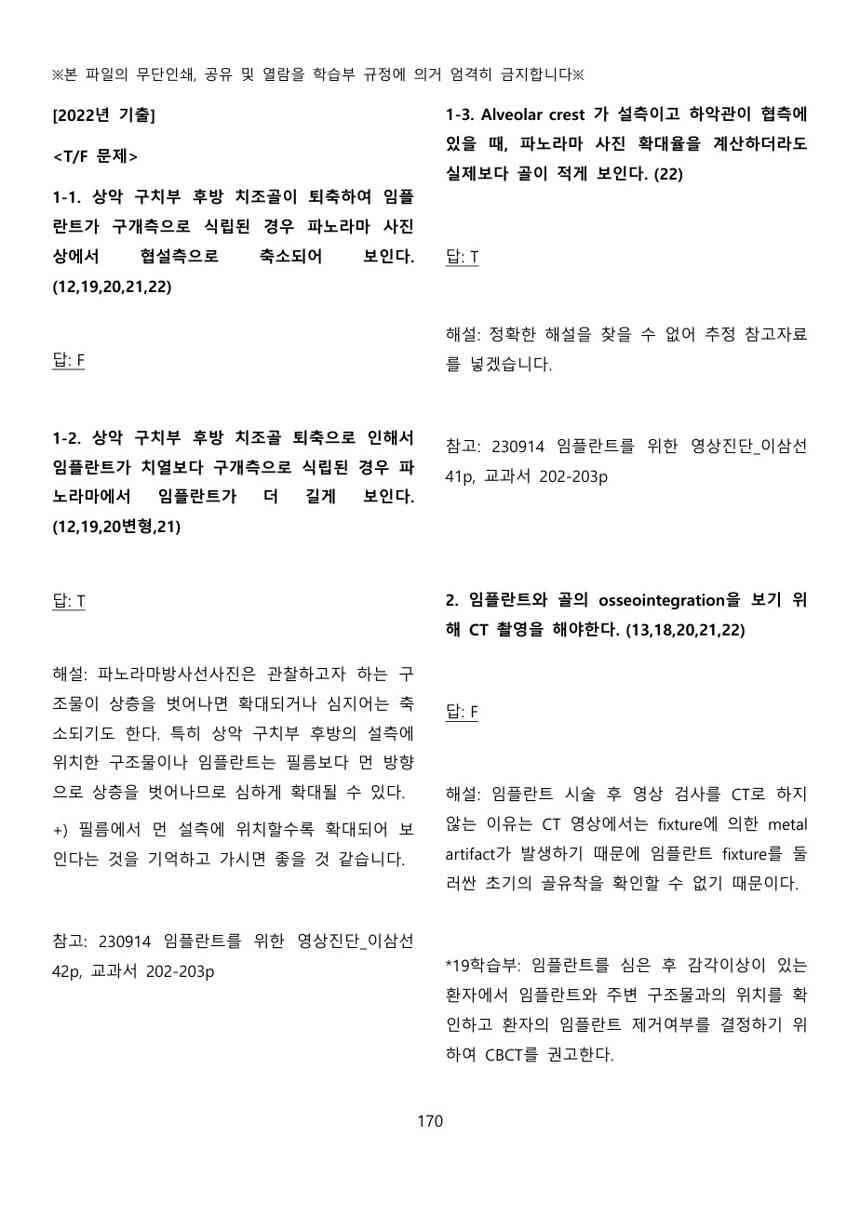 ※본 파일의 무단인쇄, 공유 및 열람을 학습부 규정에 의거 엄격히 금지합니다※
[2022년 기출]
<T/F 문제>
1-1. 상악 구치부 후방 치조골이 퇴축하여 임플
란트가 구개측으로 식립된 경우 파노라마 사진
상에서 협설측으로 축소되어 보인다.
(12,19,20,21,22)
답: F
1-2. 상악 구치부 후방 치조골 퇴축으로 인해서
임플란트가 치열보다 구개측으로 식립된 경우 파
노라마에서 임플란트가 더 길게 보인다.
(12,19,20변형,21)
답: T
해설: 파노라마방사선사진은 관찰하고자 하는 구
조물이 상층을 벗어나면 확대되거나 심지어는 축
소되기도 한다. 특히 상악 구치부 후방의 설측에
위치한 구조물이나 임플란트는 필름보다 먼 방향
으로 상층을 벗어나므로 심하게 확대될 수 있다.
+) 필름에서 먼 설측에 위치할수록 확대되어 보
인다는 것을 기억하고 가시면 좋을 것 같습니다.
참고: 230914 임플란트를 위한 영상진단_이삼선
42p, 교과서 202-203p
1-3. Alveolar crest 가 설측이고 하악관이 협측에
있을 때, 파노라마 사진 확대율을 계산하더라도
실제보다 골이 적게 보인다. (22)
답: T
해설: 정확한 해설을 찾을 수 없어 추정 참고자료
를 넣겠습니다.
참고: 230914 임플란트를 위한 영상진단_이삼선
41p, 교과서 202-203p
2. 임플란트와 골의 osseointegration을 보기 위
해 CT 촬영을 해야한다. (13,18,20,21,22)
답: F
해설: 임플란트 시술 후 영상 검사를 CT로 하지
않는 이유는 CT 영상에서는 fixture에 의한 metal
artifact가 발생하기 때문에 임플란트 fixture를 둘
러싼 초기의 골유착을 확인할 수 없기 때문이다.
*19학습부: 임플란트를 심은 후 감각이상이 있는
환자에서 임플란트와 주변 구조물과의 위치를 확
인하고 환자의 임플란트 제거여부를 결정하기 위
하여 CBCT를 권고한다.
170